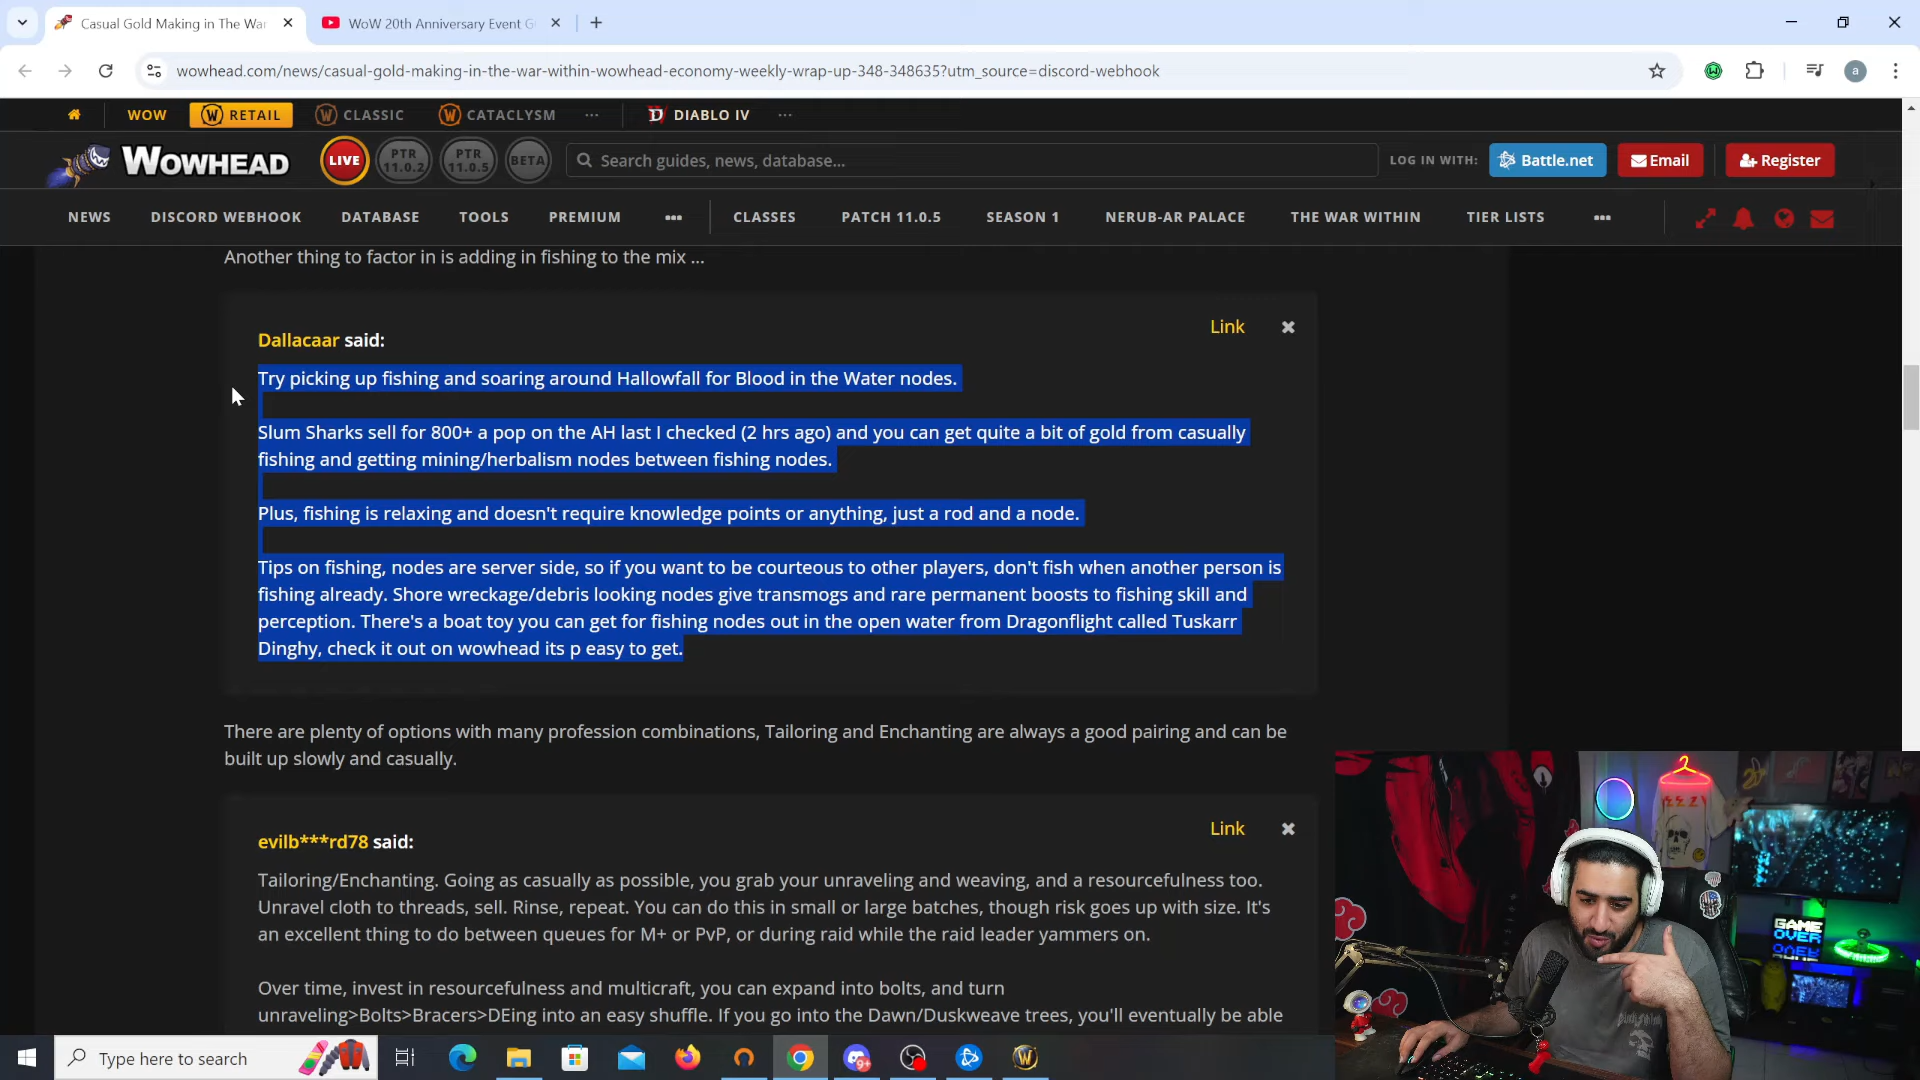 Casual Gold Making in The War
WoW 20th Anniversary Event G
wowhead.com/news/casual-gold-making-in-the-war-within-wowhead-economy-weekly-wrap-up-348-348635?utm_source=discord-webhook
a
WOW
RETAIL
CLASSIC
CATACLYSM
DIABLO IV
WOWHEAD
LIVE
PTR
11.0.2
PTR
11.0.5
BETA
Search guides, news, database...
LOG IN WITH:
Battle.net
Email
Register
NEWS
DISCORD WEBHOOK
DATABASE
TOOLS
PREMIUM
CLASSES
PATCH 11.0.5
SEASON 1
NERUB-AR PALACE
THE WAR WITHIN
TIER LISTS
Another thing to factor in is adding in fishing to the mix ...
Link
Dallacaar said:
Try picking up fishing and soaring around Hallowfall for Blood in the Water nodes.
Slum Sharks sell for 800+ a pop on the AH last I checked (2 hrs ago) and you can get quite a bit of gold from casually
fishing and getting mining/herbalism nodes between fishing nodes.
Plus, fishing is relaxing and doesn't require knowledge points or anything, just a rod and a node.
Tips on fishing, nodes are server side, so if you want to be courteous to other players, don't fish when another person is
fishing already. Shore wreckage/debris looking nodes give transmogs and rare permanent boosts to fishing skill and
perception. There's a boat toy you can get for fishing nodes out in the open water from Dragonflight called Tuskarr
Dinghy, check it out on wowhead its p easy to get.
There are plenty of options with many profession combinations, Tailoring and Enchanting are always a good pairing and can be
built up slowly and casually.
Link
evilb***rd78 said:
Tailoring/Enchanting. Going as casually as possible, you grab your unraveling and weaving, and a resourcefulness too.
Unravel cloth to threads, sell. Rinse, repeat. You can do this in small or large batches, though risk goes up with size. It's
an excellent thing to do between queues for M+ or PvP, or during raid while the raid leader yammers on.
Over time, invest in resourcefulness and multicraft, you can expand into bolts, and turn
unraveling>Bolts>Bracers>DEing into an easy shuffle. If you go into the Dawn/Duskweave trees, you'll eventually be able
GAME
OVER
Type here to search
9+